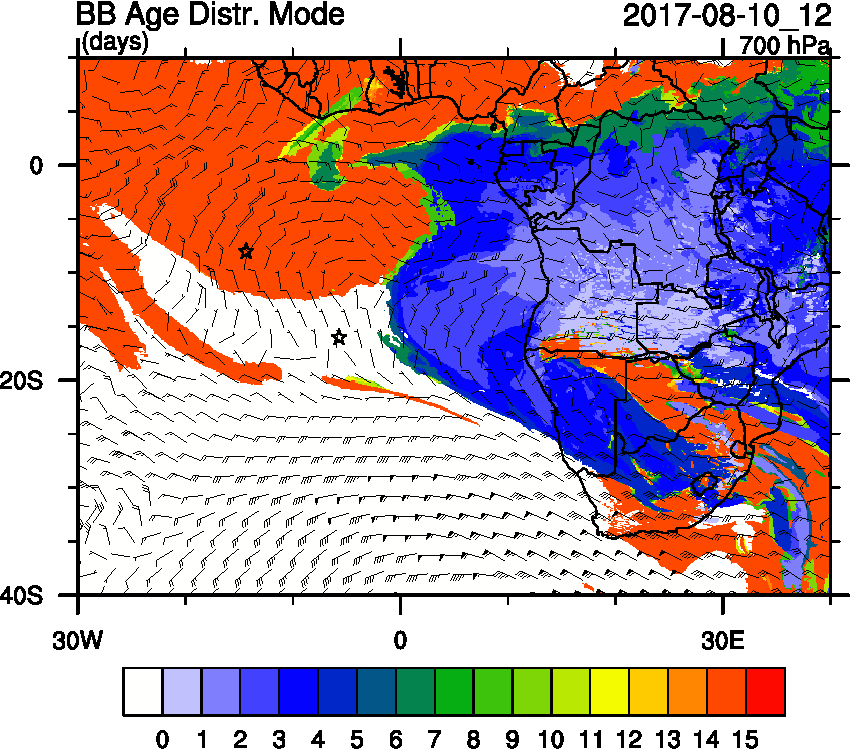 BB Age Distr. Mode 2017-08-10_12
(days) 700 hPa
0
20S
40S
30W 0 30E
0 1 2 3 4 5 6 7 8 9 10 11 12 13 14 15